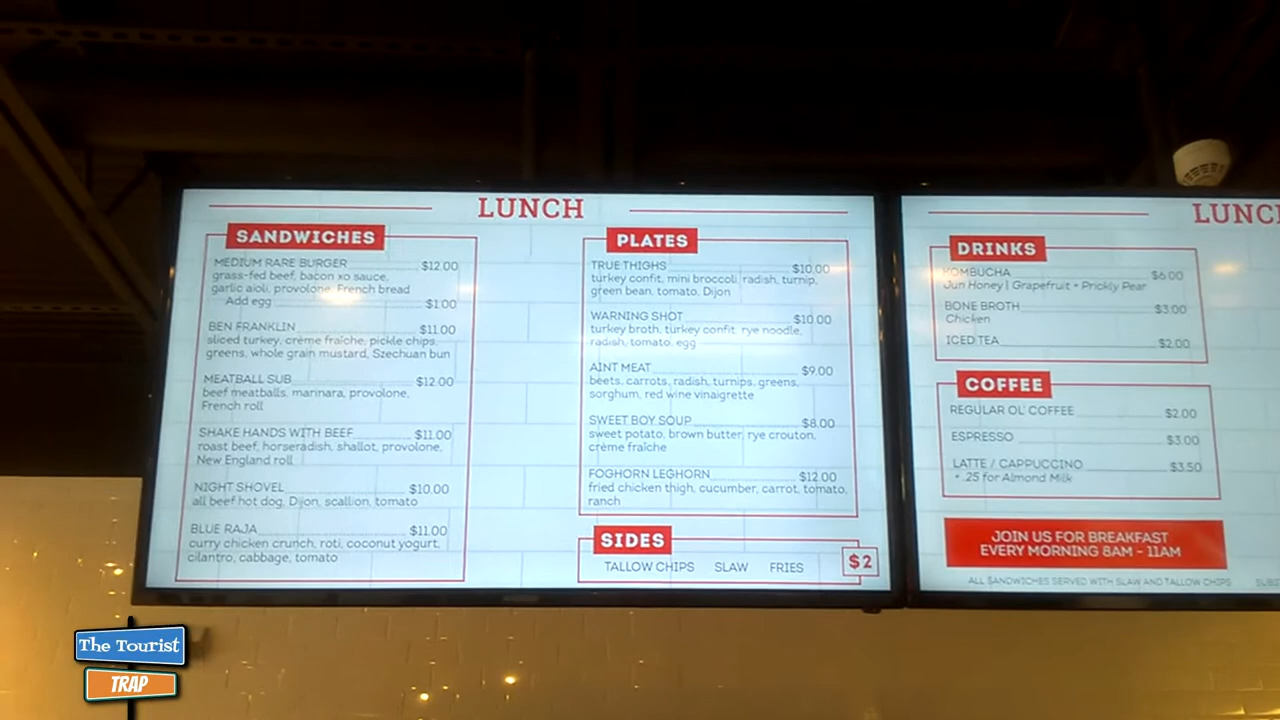 LUNCH
SANDWICHES
MEDIUM RARE BURGER $12.00
grass-fed beef, bacon xo sauce,
garlic aioli, provolone, French bread
Add egg $1.00
BEN FRANKLIN $11.00
sliced turkey, crème fraîche, pickle chips,
greens, whole grain mustard, Szechuan bun
MEATBALL SUB $12.00
beef meatballs, marinara, provolone,
French roll
SHAKE HANDS WITH BEEF $11.00
roast beef, horseradish, shallot, provolone,
New England roll
NIGHT SHOVEL $10.00
all beef hot dog, Dijon, scallion, tomato
BLUE RAJA $11.00
curry chicken crunch, roti, coconut yogurt,
cilantro, cabbage, tomato
PLATES
TRUE THIGHS $10.00
turkey confit, mini broccoli, radish, turnip,
green bean, tomato, Dijon
WARNING SHOT $10.00
turkey broth, turkey confit, rye noodle,
radish, tomato, egg
AINT MEAT $9.00
beets, carrots, radish, turnips, greens,
sorghum, red wine vinaigrette
SWEET BOY SOUP $8.00
sweet potato, brown butter, rye crouton,
crème fraîche
FOGHORN LEGHORN $12.00
fried chicken thigh, cucumber, carrot, tomato,
ranch
SIDES
TALLOW CHIPS SLAW FRIES $2
LUNCH
DRINKS
KOMBUCHA $6.00
Jun Honey | Grapefruit + Prickly Pear
BONE BROTH $3.00
Chicken
ICED TEA $2.00
COFFEE
REGULAR OL' COFFEE $2.00
ESPRESSO $3.00
LATTE / CAPPUCCINO $3.50
+ .25 for Almond Milk
JOIN US FOR BREAKFAST
EVERY MORNING 8AM - 11AM
ALL SANDWICHES SERVED WITH SLAW AND TALLOW CHIPS
The Tourist
TRAP